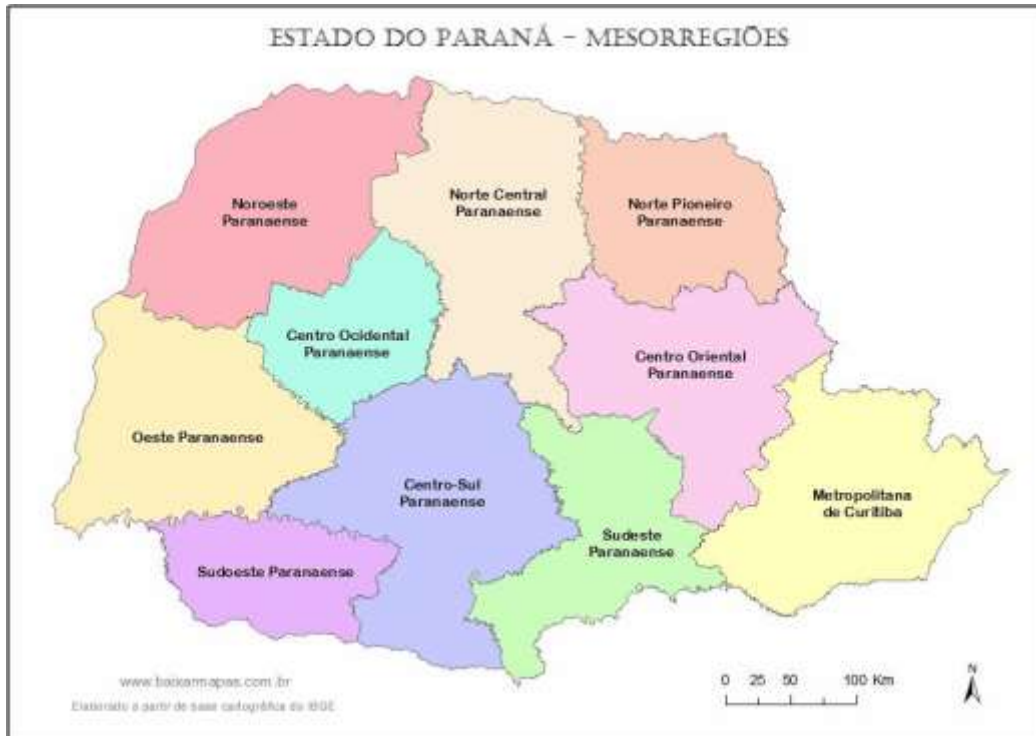 ESTADO DO PARANÁ - MESORREGIÕES
Noroeste
Paranaense
Norte Central
Paranaense
Norte Pioneiro
Paranaense
Centro Ocidental
Paranaense
Centro Oriental
Paranaense
Oeste Paranaense
Centro-Sul
Paranaense
Metropolitana
de Curitiba
Sudeste
Paranaense
Sudoeste Paranaense
www.baixarmapas.com.br
Elaborado a partir de base cartográfica do IBGE
0 25 50 100 Km
N